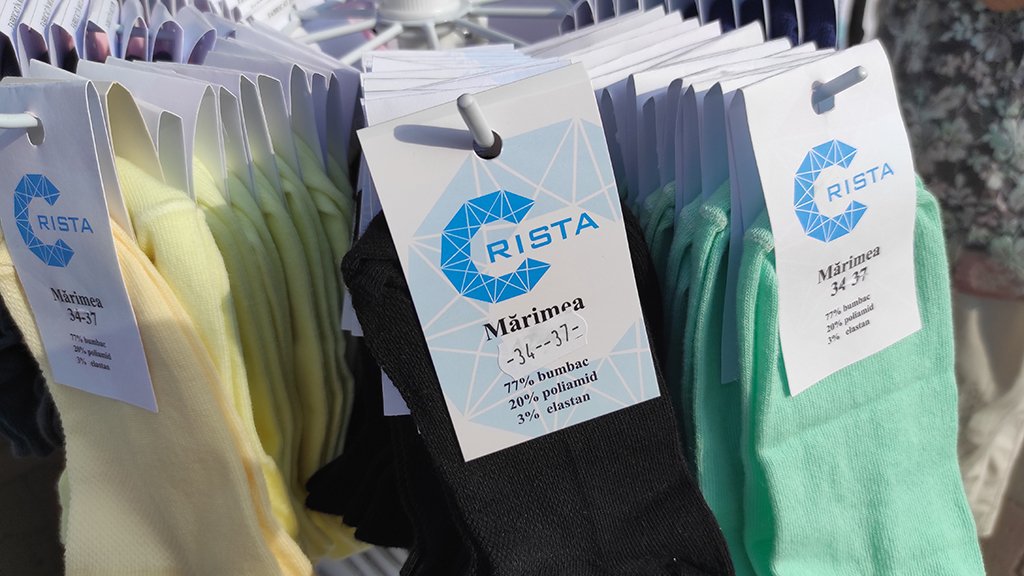 CRISTA
Mărimea
34-37
77% bumbac
20% poliamid
3% elastan
CRISTA
Mărimea
-34--37-
77% bumbac
20% poliamid
3% elastan
CRISTA
Mărimea
34 37
77% bumbac
20% poliamid
3% elastan